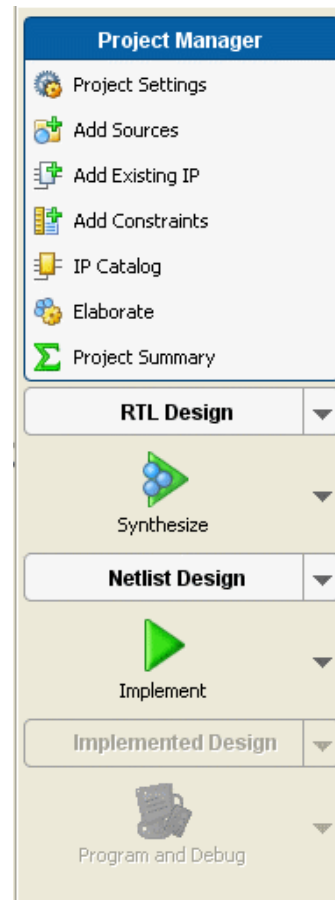 Project Manager
Project Settings
Add Sources
Add Existing IP
Add Constraints
IP Catalog
Elaborate
Project Summary
RTL Design
Synthesize
Netlist Design
Implement
Implemented Design
Program and Debug